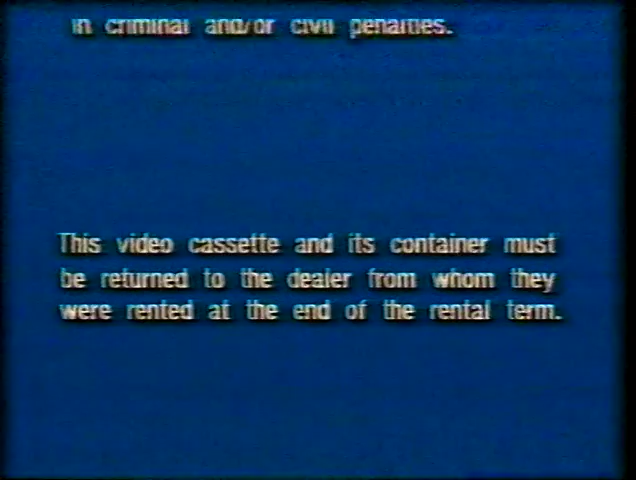 in criminal and/or civil penalties.
This video cassette and its container must
be returned to the dealer from whom they
were rented at the end of the rental term.